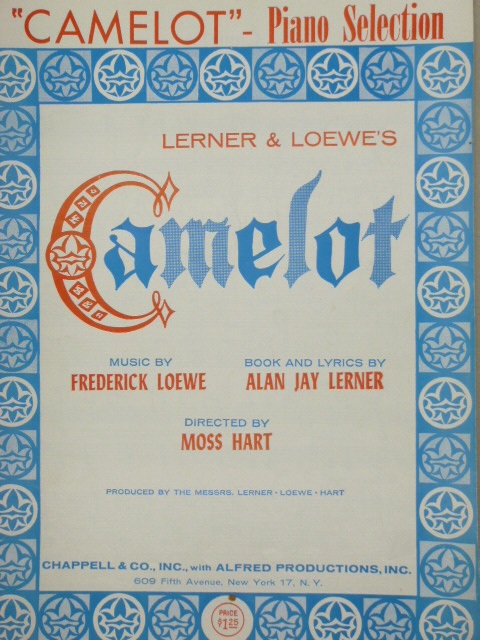 "CAMELOT"- Piano Selection
LERNER & LOEWE'S
Camelot
MUSIC BY
FREDERICK LOEWE
BOOK AND LYRICS BY
ALAN JAY LERNER
DIRECTED BY
MOSS HART
PRODUCED BY THE MESSRS. LERNER · LOEWE · HART
CHAPPELL & CO., INC., with ALFRED PRODUCTIONS, INC.
609 Fifth Avenue, New York 17, N.Y.
PRICE
$1.25